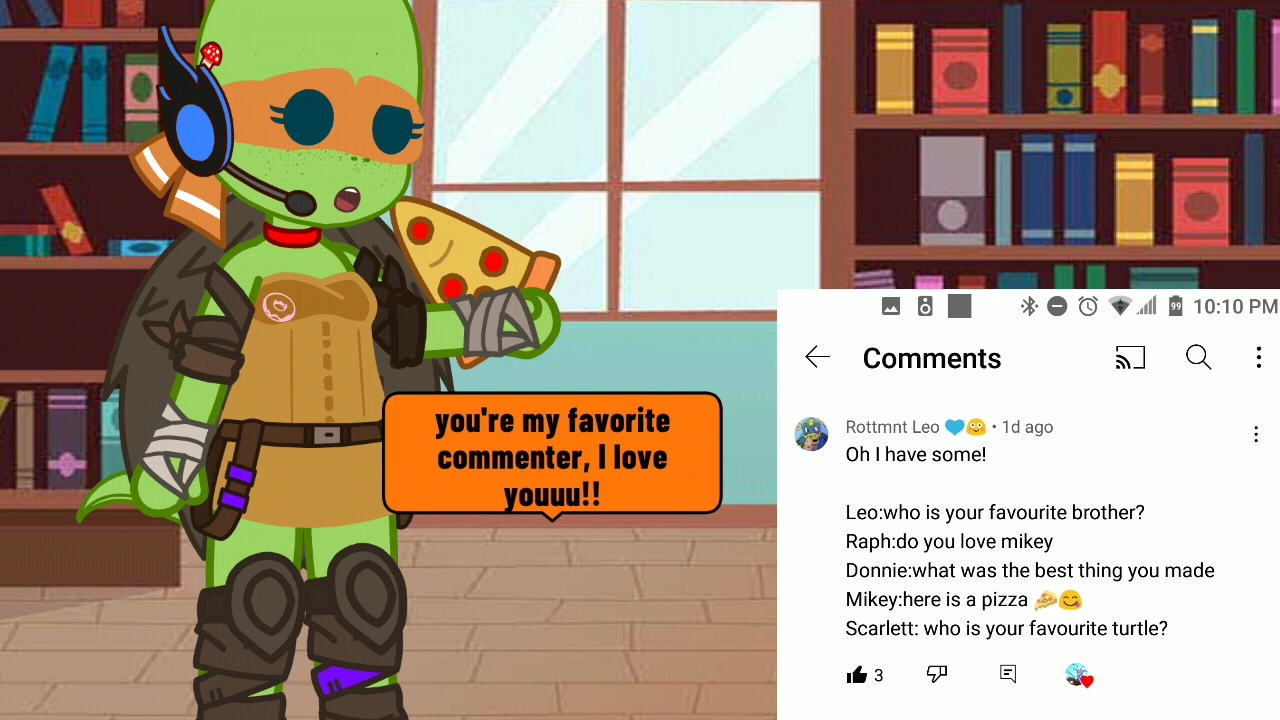 you're my favorite
commenter, I love
youuu!!
99 10:10 PM
Comments
Rottmnt Leo 💙🙂 • 1d ago
Oh I have some!
Leo:who is your favourite brother?
Raph:do you love mikey
Donnie:what was the best thing you made
Mikey:here is a pizza 🍕😋
Scarlett: who is your favourite turtle?
3